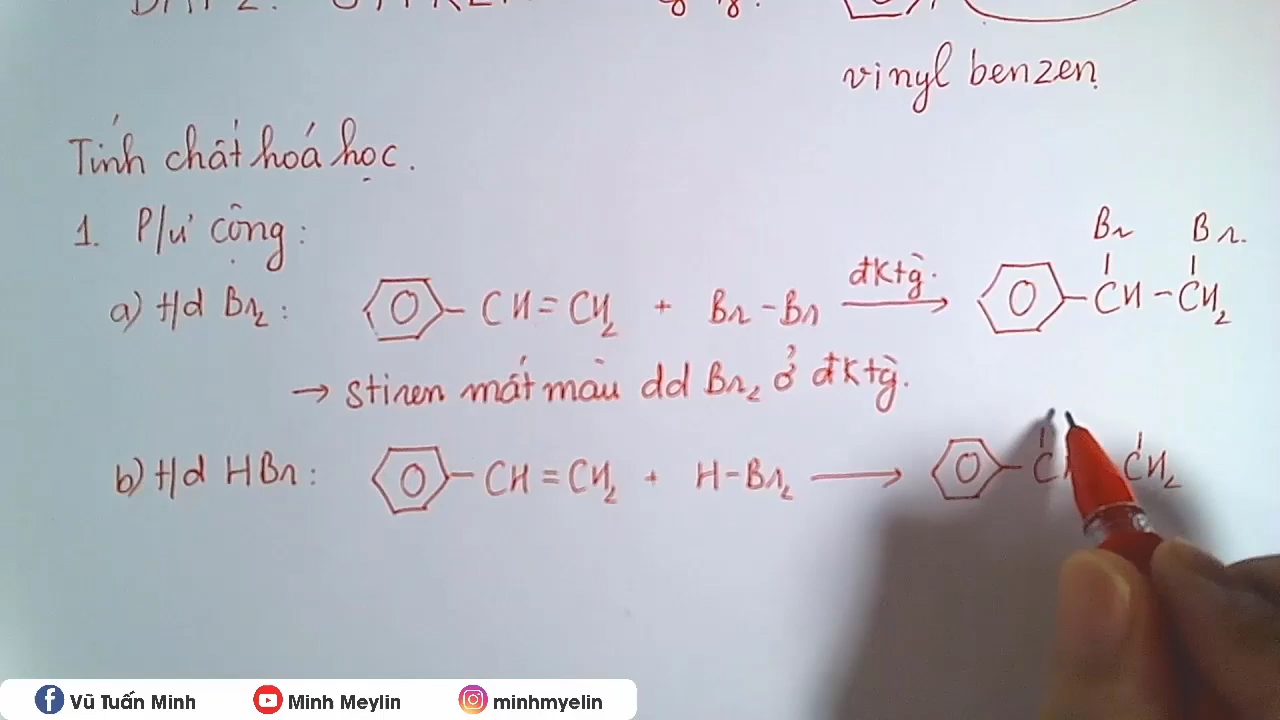 vinyl benzen
Tính chất hoá học.
1. P/ư cộng:
a) t/d Br2: CH=CH2 + Br-Br đktg. Br Br. CH-CH2
→ stiren mất màu dd Br2 ở đktg.
b) t/d HBr: CH=CH2 + H-Br2 → C CH2
Vũ Tuấn Minh Minh Meylin minhmyelin